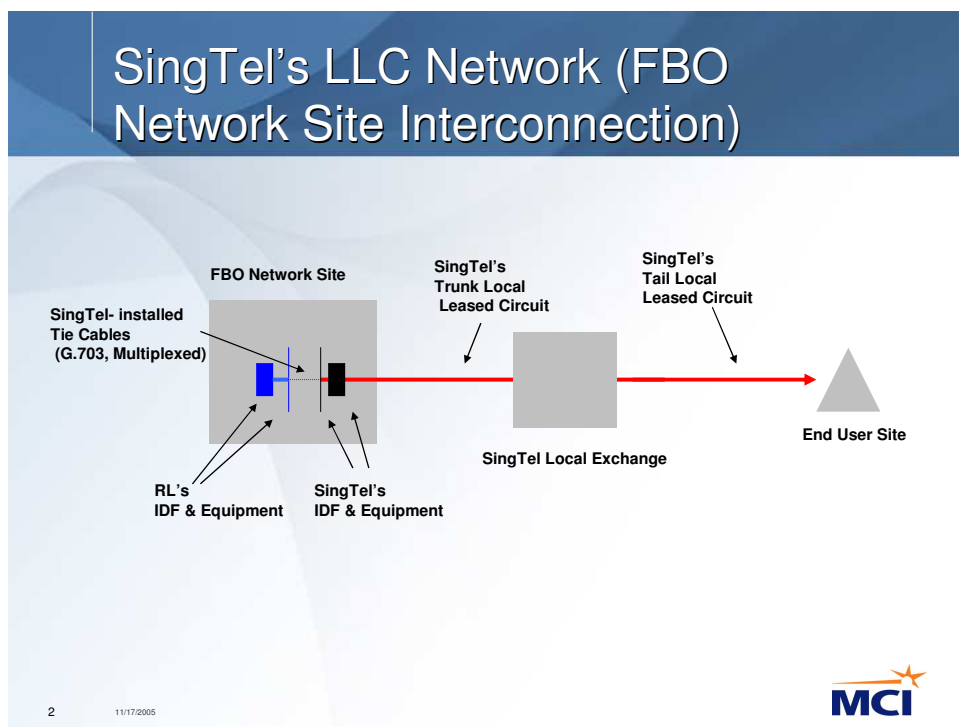 SingTel's LLC Network (FBO
Network Site Interconnection)
FBO Network Site
SingTel's
Trunk Local
Leased Circuit
SingTel's
Tail Local
Leased Circuit
SingTel- installed
Tie Cables
(G.703, Multiplexed)
End User Site
SingTel Local Exchange
RL's
IDF & Equipment
SingTel's
IDF & Equipment
2
11/17/2005
MCI